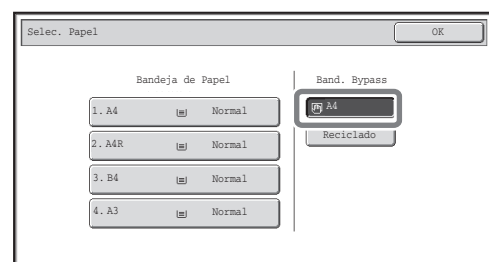 Selec. Papel
OK
Bandeja de Papel
Band. Bypass
1. A4 Normal
A4
2. A4R Normal
Reciclado
3. B4 Normal
4. A3 Normal